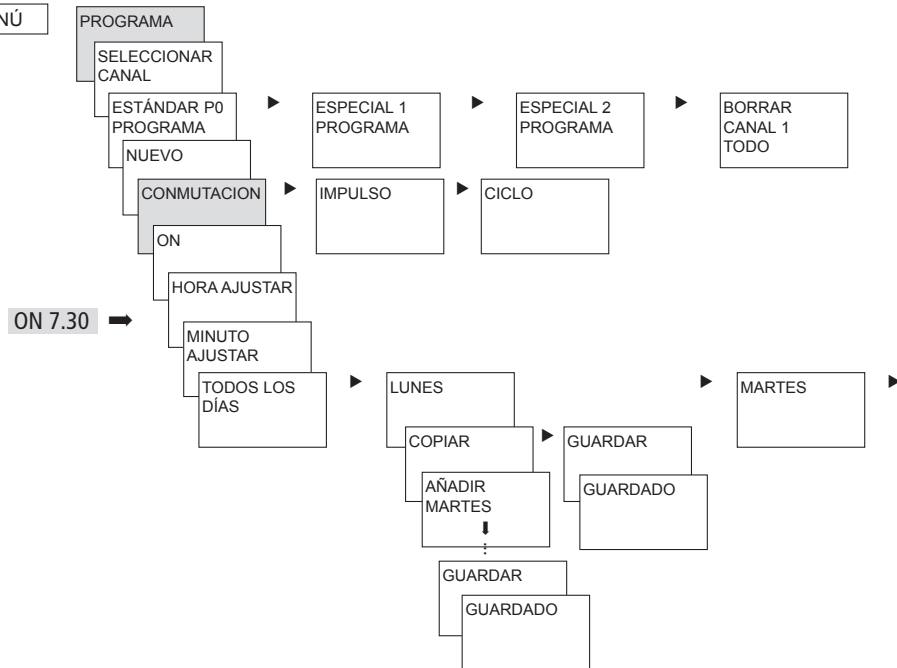 NÚ
PROGRAMA
SELECCIONAR
CANAL
ESTÁNDAR P0
PROGRAMA
ESPECIAL 1
PROGRAMA
ESPECIAL 2
PROGRAMA
BORRAR
CANAL 1
TODO
NUEVO
CONMUTACION
IMPULSO
CICLO
ON
HORA AJUSTAR
ON 7.30
MINUTO
AJUSTAR
TODOS LOS
DÍAS
LUNES
MARTES
COPIAR
GUARDAR
AÑADIR
MARTES
GUARDADO
GUARDAR
GUARDADO